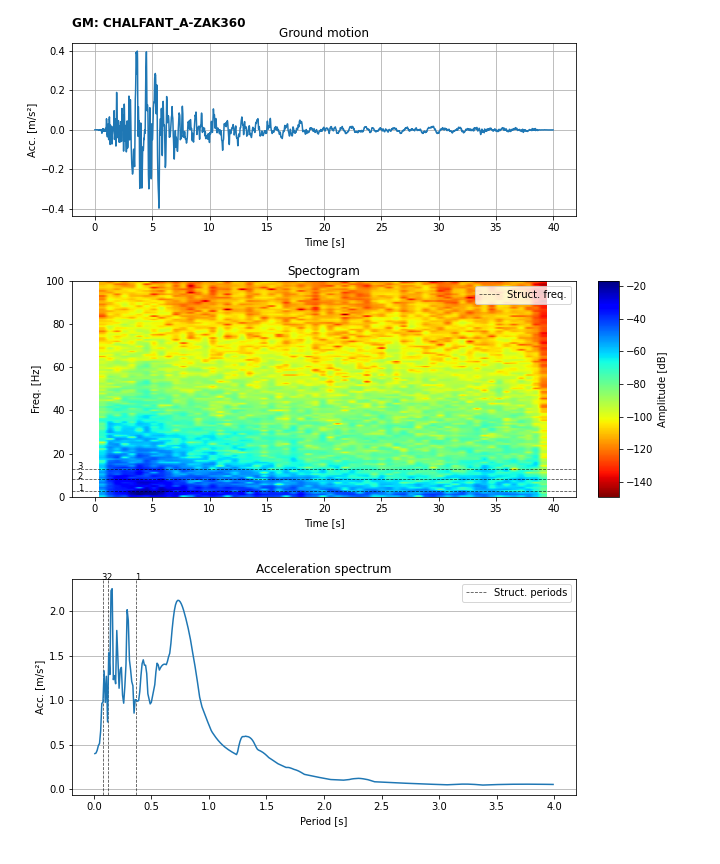 GM: CHALFANT_A-ZAK360
Ground motion
0.4
0.2
0.0
−0.2
−0.4
Acc. [m/s²]
0 5 10 15 20 25 30 35 40
Time [s]
Spectogram
100
80
60
40
20
0
Freq. [Hz]
Struct. freq.
3
2
1
0 5 10 15 20 25 30 35 40
Time [s]
−20
−40
−60
−80
−100
−120
−140
Amplitude [dB]
Acceleration spectrum
3 2 1
Struct. periods
2.0
1.5
1.0
0.5
0.0
Acc. [m/s²]
0.0 0.5 1.0 1.5 2.0 2.5 3.0 3.5 4.0
Period [s]